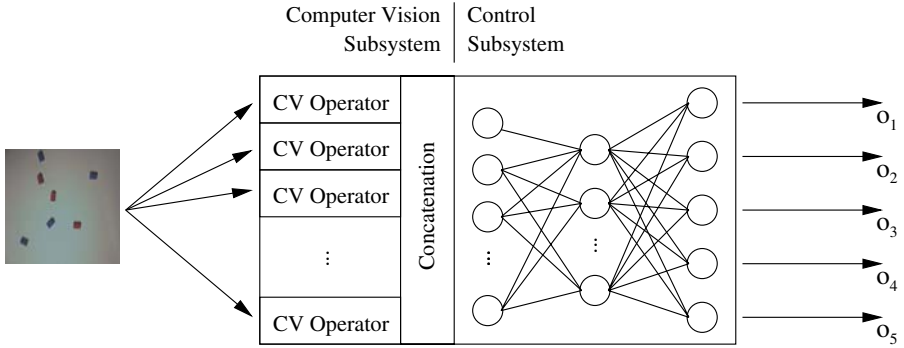 Computer Vision
Subsystem
Control
Subsystem
CV Operator
CV Operator
CV Operator
...
CV Operator
Concatenation
...
...
o1
o2
o3
o4
o5